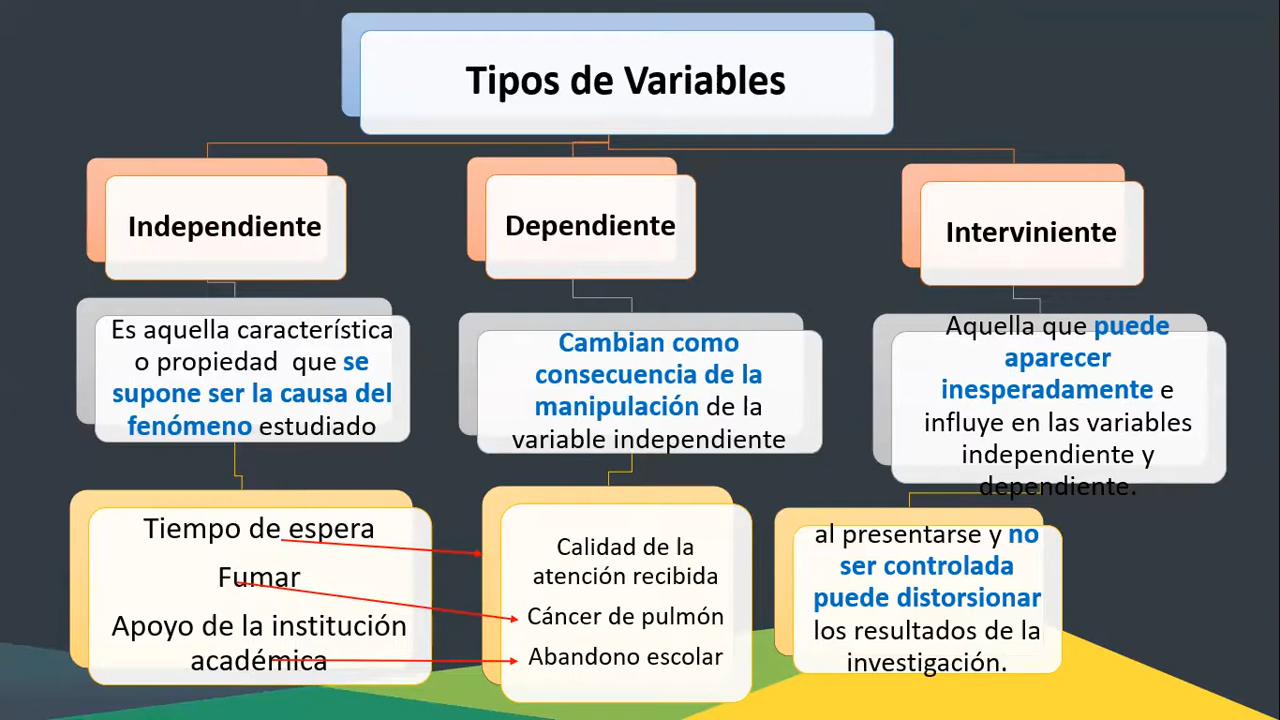 Tipos de Variables
Independiente
Es aquella característica
o propiedad que se
supone ser la causa del
fenómeno estudiado
Tiempo de espera
Fumar
Apoyo de la institución
académica
Dependiente
Cambian como
consecuencia de la
manipulación de la
variable independiente
Calidad de la
atención recibida
Cáncer de pulmón
Abandono escolar
Interviniente
Aquella que puede
aparecer
inesperadamente e
influye en las variables
independiente y
dependiente.
al presentarse y no
ser controlada
puede distorsionar
los resultados de la
investigación.